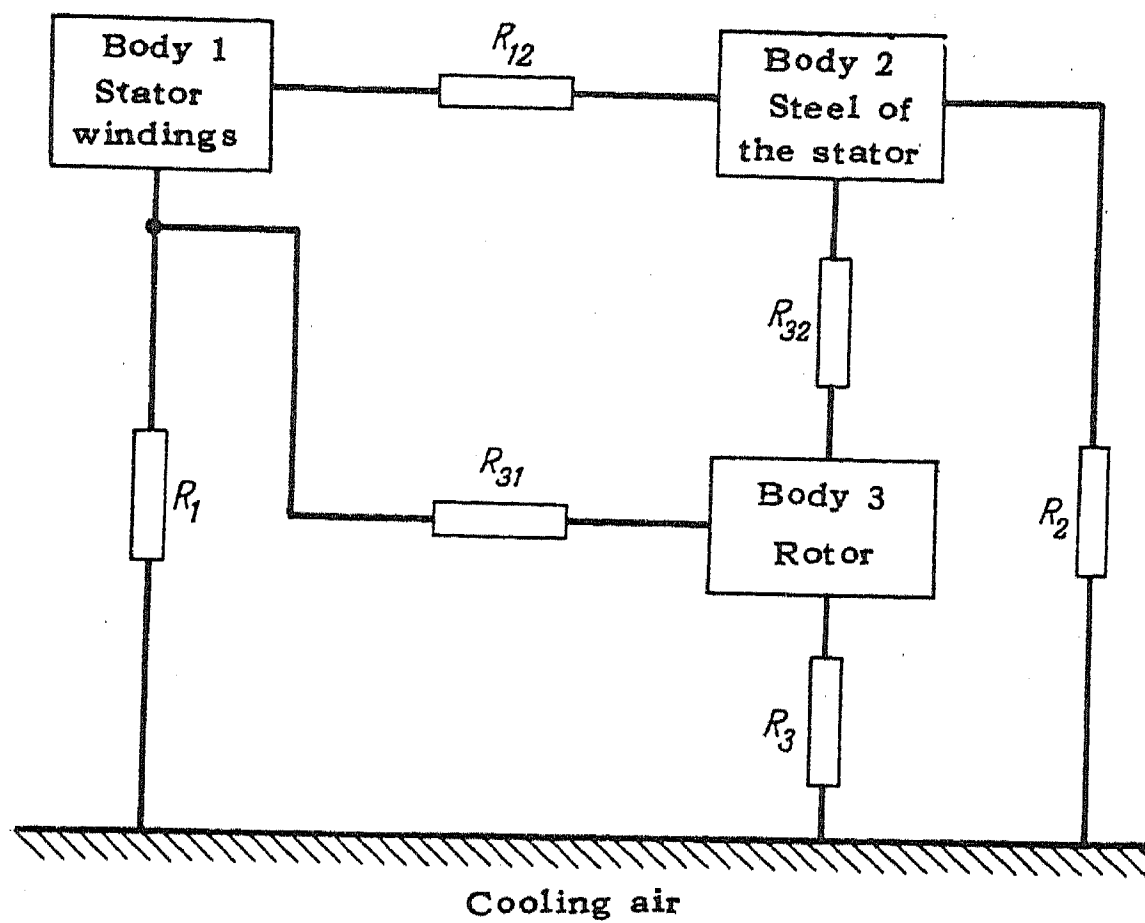 Body 1
Stator
windings
R12
Body 2
Steel of
the stator
R32
R1
R31
Body 3
Rotor
R2
R3
Cooling air